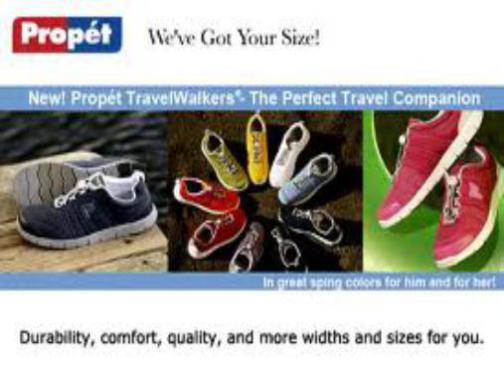 Propét
We've Got Your Size!
New! Propét TravelWalkers®- The Perfect Travel Companion
In great sping colors for him and for her!
Durability, comfort, quality, and more widths and sizes for you.